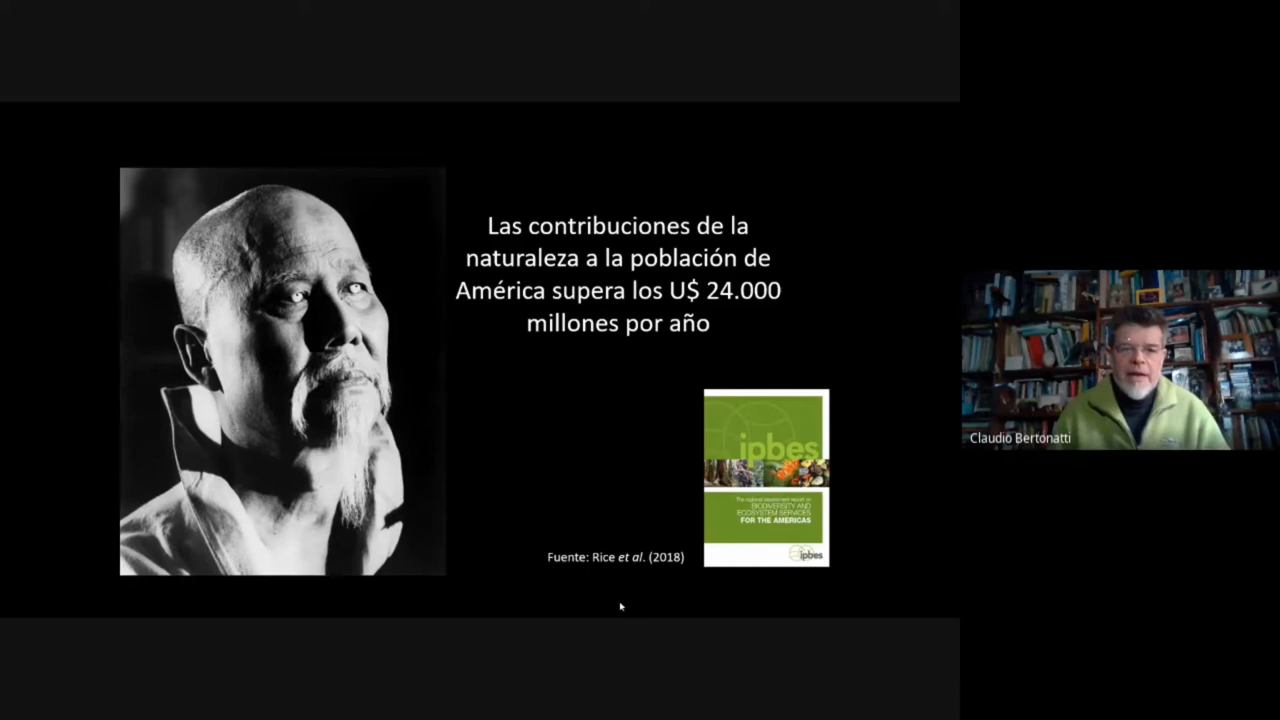 Las contribuciones de la
naturaleza a la población de
América supera los U$ 24.000
millones por año
ipbes
The regional assessment report on
BIODIVERSITY AND
ECOSYSTEM SERVICES
FOR THE AMERICAS
ipbes
Fuente: Rice et al. (2018)
Claudio Bertonatti